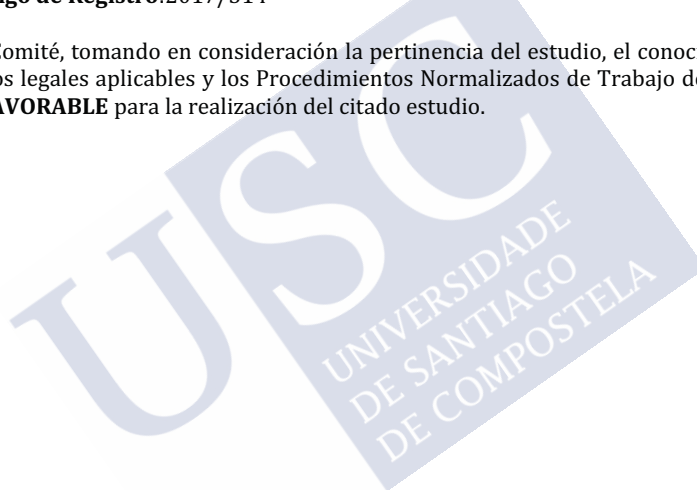 Comité, tomando en consideración la pertinencia del estudio, el conoc
os legales aplicables y los Procedimientos Normalizados de Trabajo d
AVORABLE para la realización del citado estudio.
USC
UNIVERSIDADE
DE SANTIAGO
DE COMPOSTELA